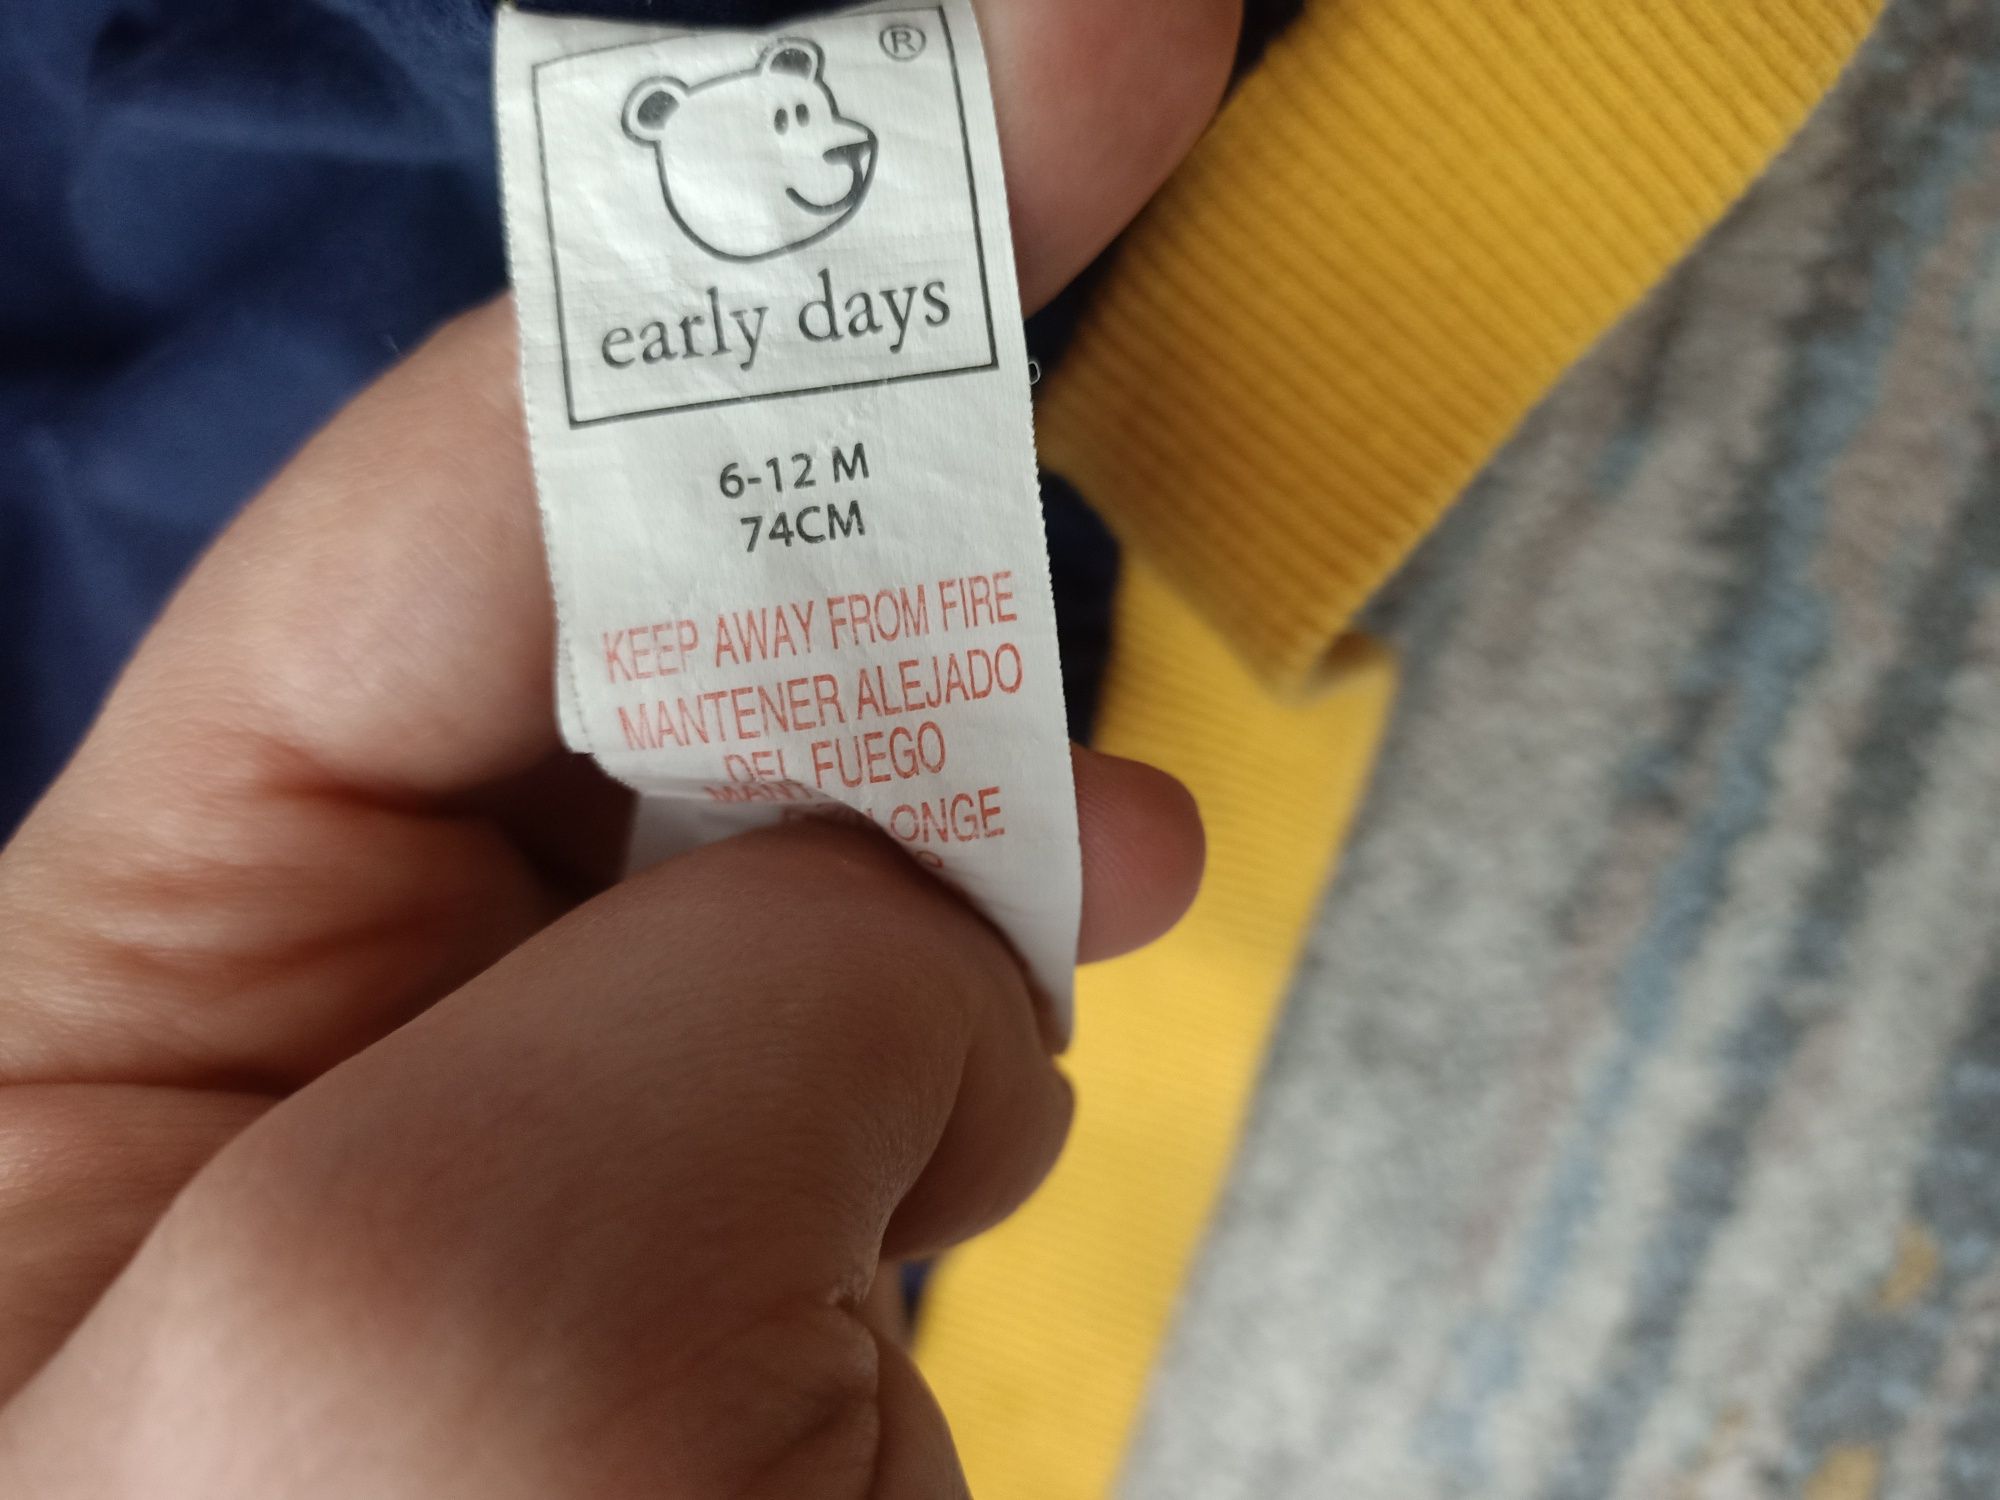 ®
early days
6-12 M
74CM
KEEP AWAY FROM FIRE
MANTENER ALEJADO
DEL FUEGO